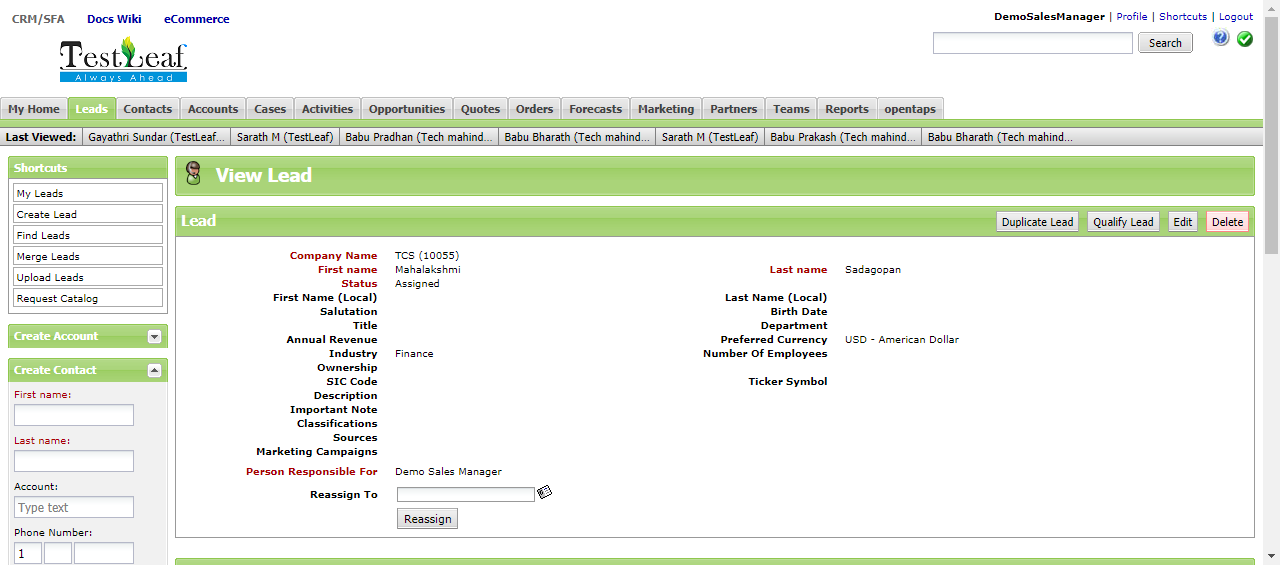 CRM/SFA Docs Wiki eCommerce
DemoSalesManager | Profile | Shortcuts | Logout
TestLeaf
Always Ahead
Search
My Home Leads Contacts Accounts Cases Activities Opportunities Quotes Orders Forecasts Marketing Partners Teams Reports opentaps
Last Viewed: Gayathri Sundar (TestLeaf... Sarath M (TestLeaf) Babu Pradhan (Tech mahind... Babu Bharath (Tech mahind... Sarath M (TestLeaf) Babu Prakash (Tech mahind... Babu Bharath (Tech mahind...
Shortcuts
My Leads
Create Lead
Find Leads
Merge Leads
Upload Leads
Request Catalog
Create Account
Create Contact
First name:
Last name:
Account:
Type text
Phone Number:
1
View Lead
Lead Duplicate Lead Qualify Lead Edit Delete
Company Name TCS (10055)
First name Mahalakshmi Last name Sadagopan
Status Assigned
First Name (Local) Last Name (Local)
Salutation Birth Date
Title Department
Annual Revenue Preferred Currency USD - American Dollar
Industry Finance Number Of Employees
Ownership
SIC Code Ticker Symbol
Description
Important Note
Classifications
Sources
Marketing Campaigns
Person Responsible For Demo Sales Manager
Reassign To
Reassign